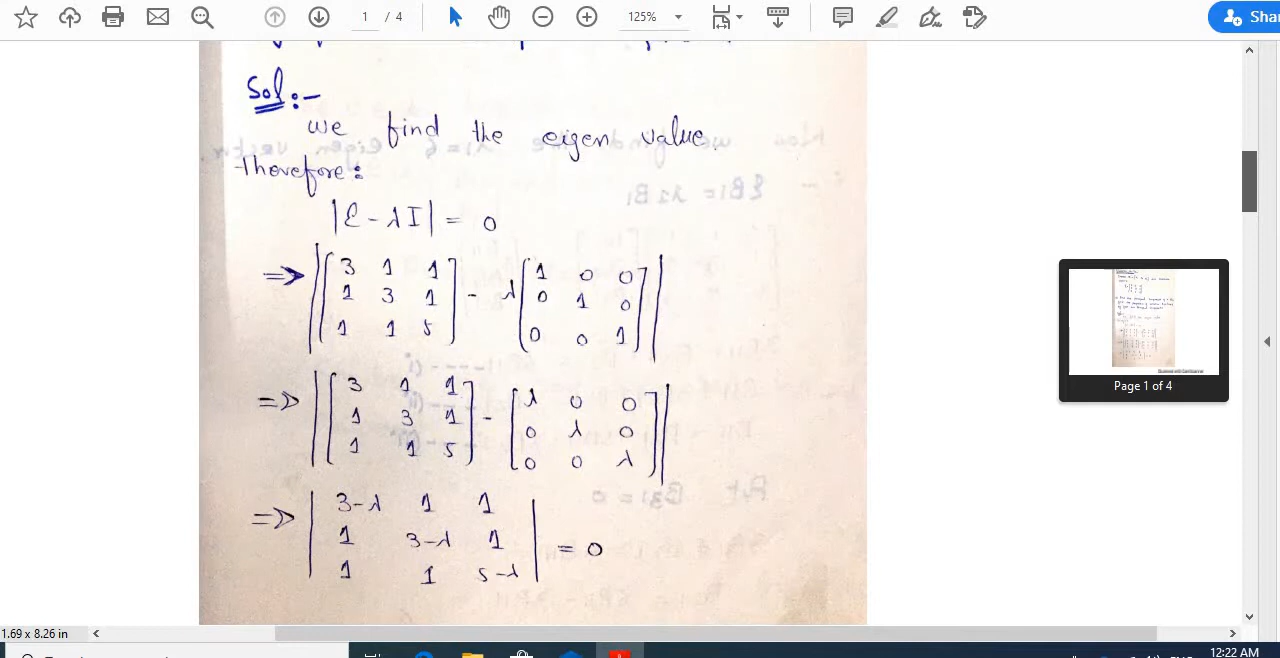 1 / 4
125%
Shar
Sol:-
we find the eigen value.
Therefore:
|Σ - λI| = 0
=> |[3 1 1
1 3 1
1 1 5] - λ[1 0 0
0 1 0
0 0 1]|
=> |[3 1 1
1 3 1
1 1 5] - [λ 0 0
0 λ 0
0 0 λ]|
=> |3-λ 1 1
1 3-λ 1
1 1 5-λ| = 0
Page 1 of 4
1.69 x 8.26 in
12:22 AM